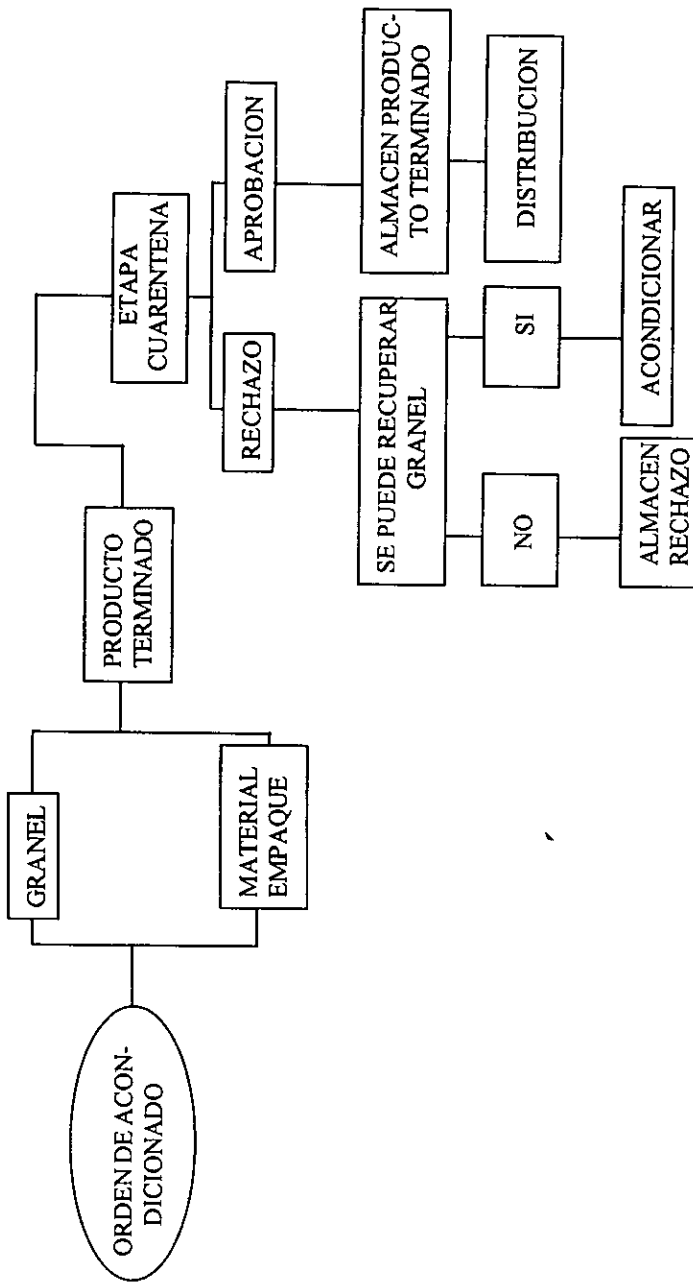 ORDEN DE ACON-
DICIONADO
GRANEL
MATERIAL
EMPAQUE
PRODUCTO
TERMINADO
ETAPA
CUARENTENA
RECHAZO
APROBACION
SE PUEDE RECUPERAR
GRANEL
ALMACEN PRODUC-
TO TERMINADO
NO
SI
DISTRIBUCION
ALMACEN
RECHAZO
ACONDICIONAR